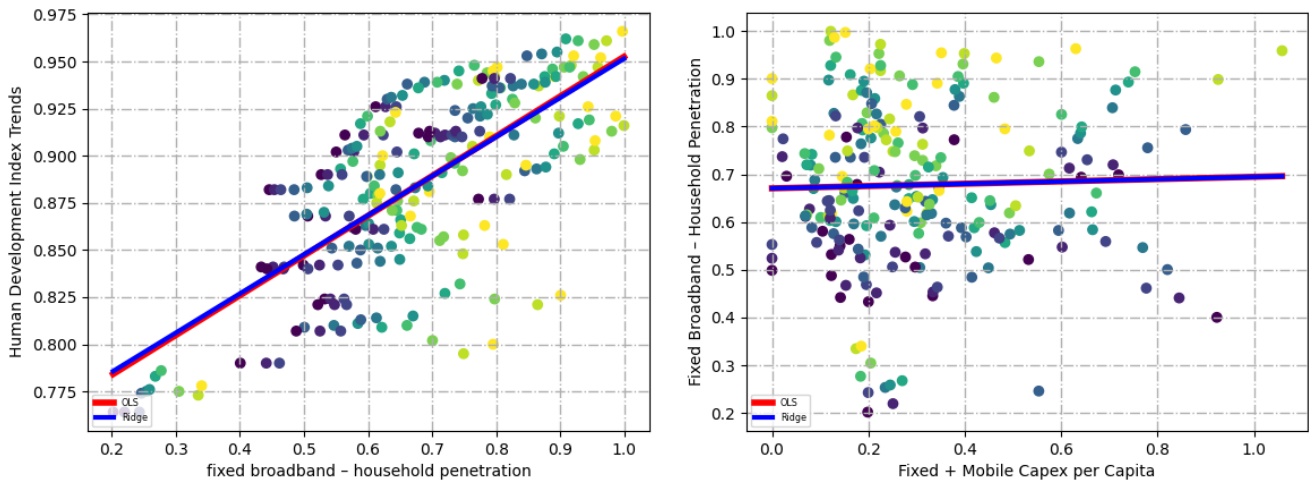 Human Development Index Trends
0.975
0.950
0.925
0.900
0.875
0.850
0.825
0.800
0.775
OLS
Ridge
0.2 0.3 0.4 0.5 0.6 0.7 0.8 0.9 1.0
fixed broadband – household penetration
Fixed Broadband – Household Penetration
1.0
0.9
0.8
0.7
0.6
0.5
0.4
0.3
0.2
OLS
Ridge
0.0 0.2 0.4 0.6 0.8 1.0
Fixed + Mobile Capex per Capita